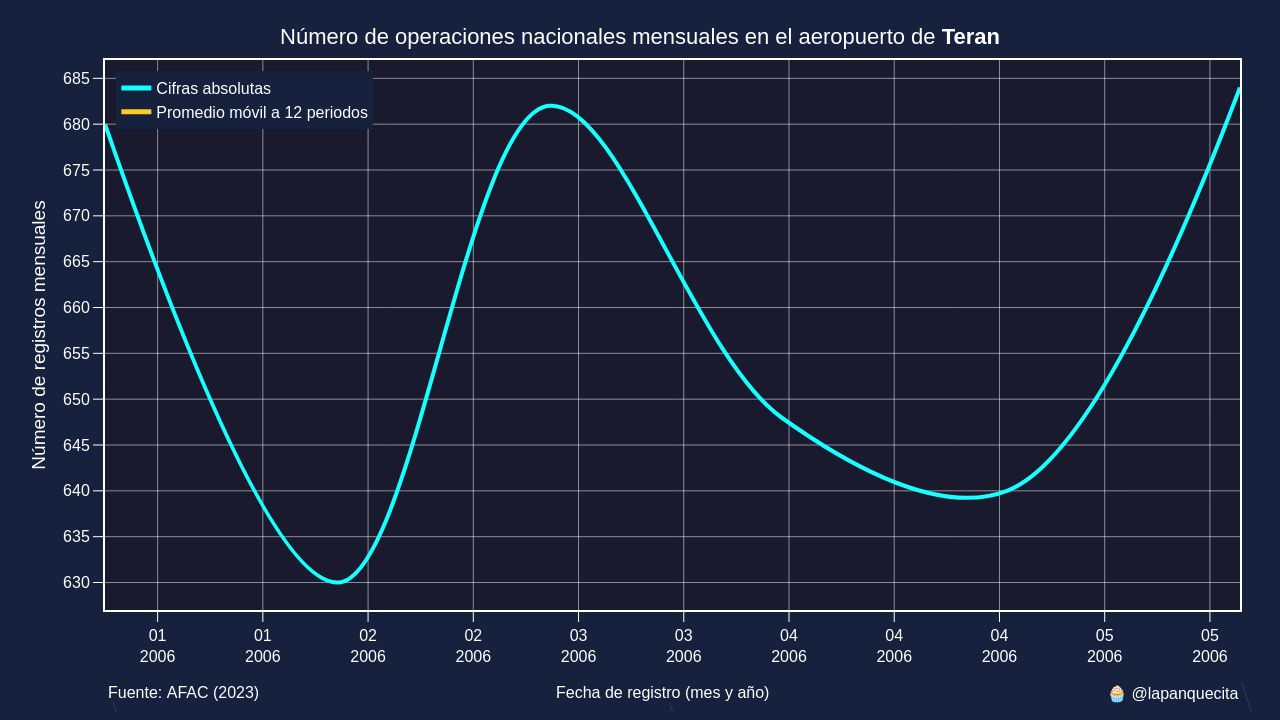 Número de operaciones nacionales mensuales en el aeropuerto de Teran
Cifras absolutas
Promedio móvil a 12 periodos
Número de registros mensuales
685
680
675
670
665
660
655
650
645
640
635
630
01 01 02 02 03 03 04 04 04 05 05
2006 2006 2006 2006 2006 2006 2006 2006 2006 2006 2006
Fuente: AFAC (2023) Fecha de registro (mes y año) 🧁 @lapanquecita